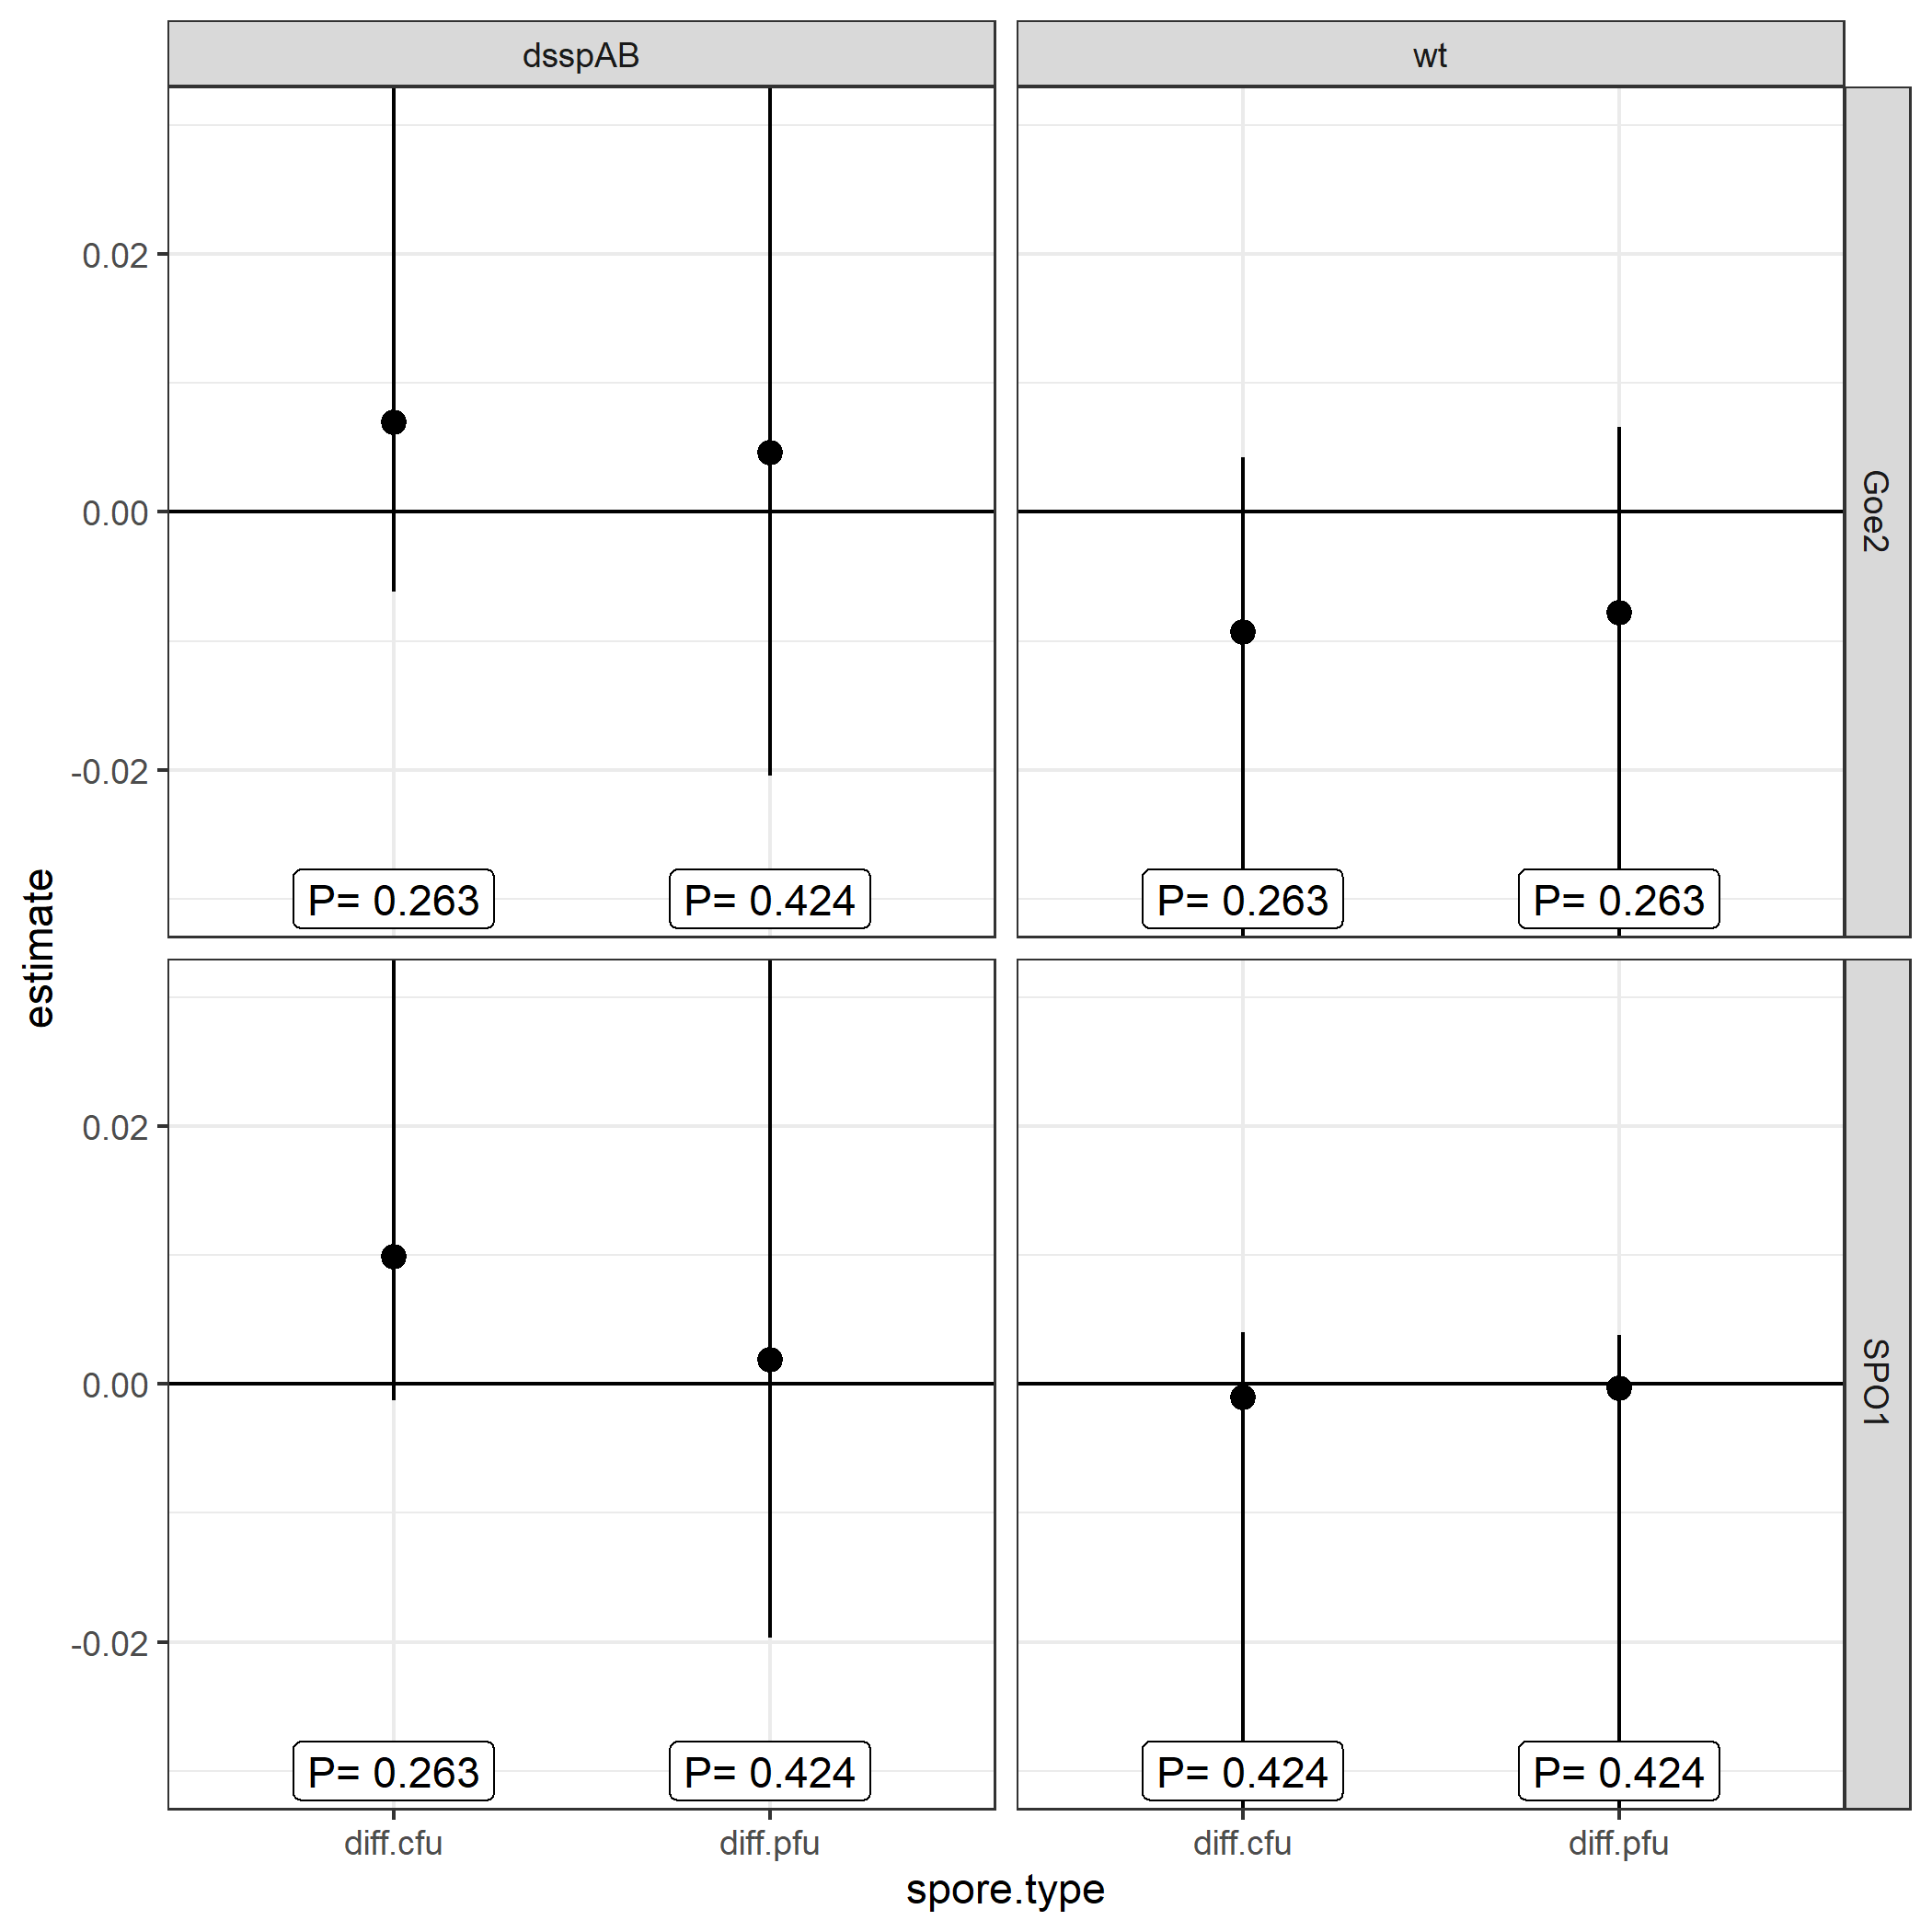 dsspAB
wt
0.02
0.00
-0.02
P= 0.263
P= 0.424
P= 0.263
P= 0.263
Goe2
estimate
0.02
0.00
-0.02
P= 0.263
P= 0.424
P= 0.424
P= 0.424
SPO1
diff.cfu
diff.pfu
diff.cfu
diff.pfu
spore.type